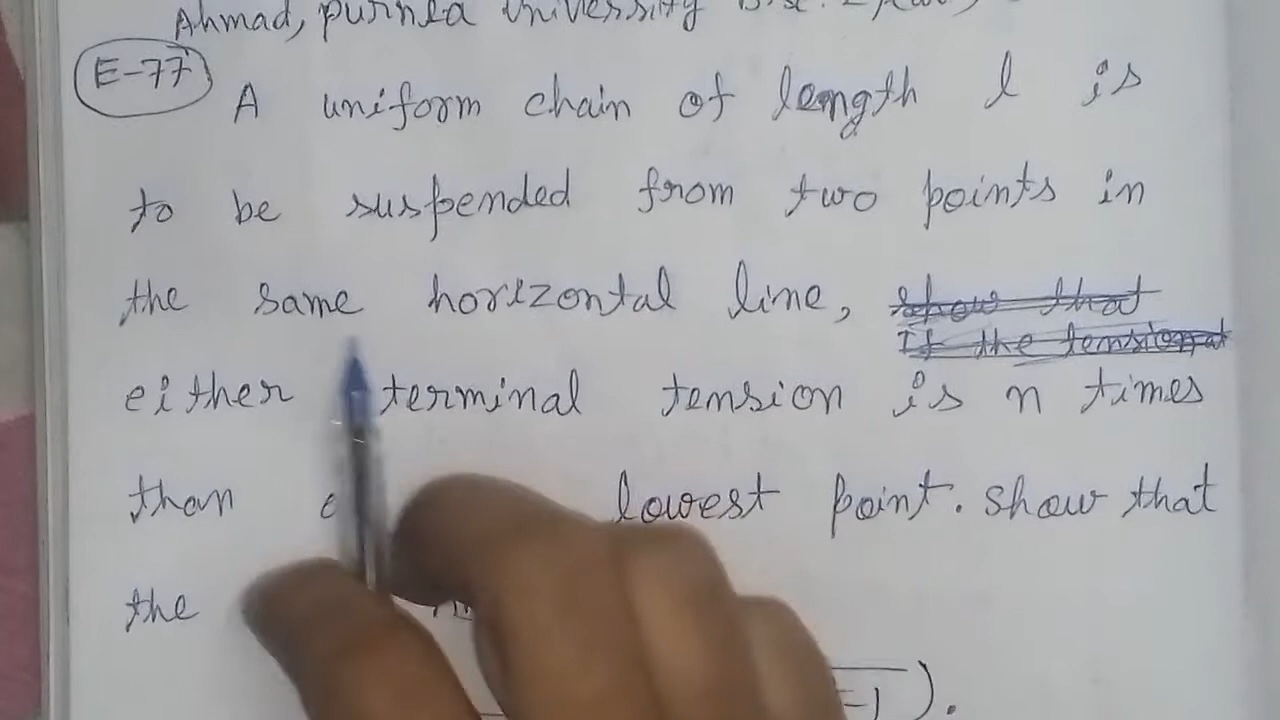 Ahmad, Purnea University
E-77 A uniform chain of length l is
to be suspended from two points in
the same horizontal line, show that
If the tension at
either terminal tension is n times
than lowest point. show that
the
-1).